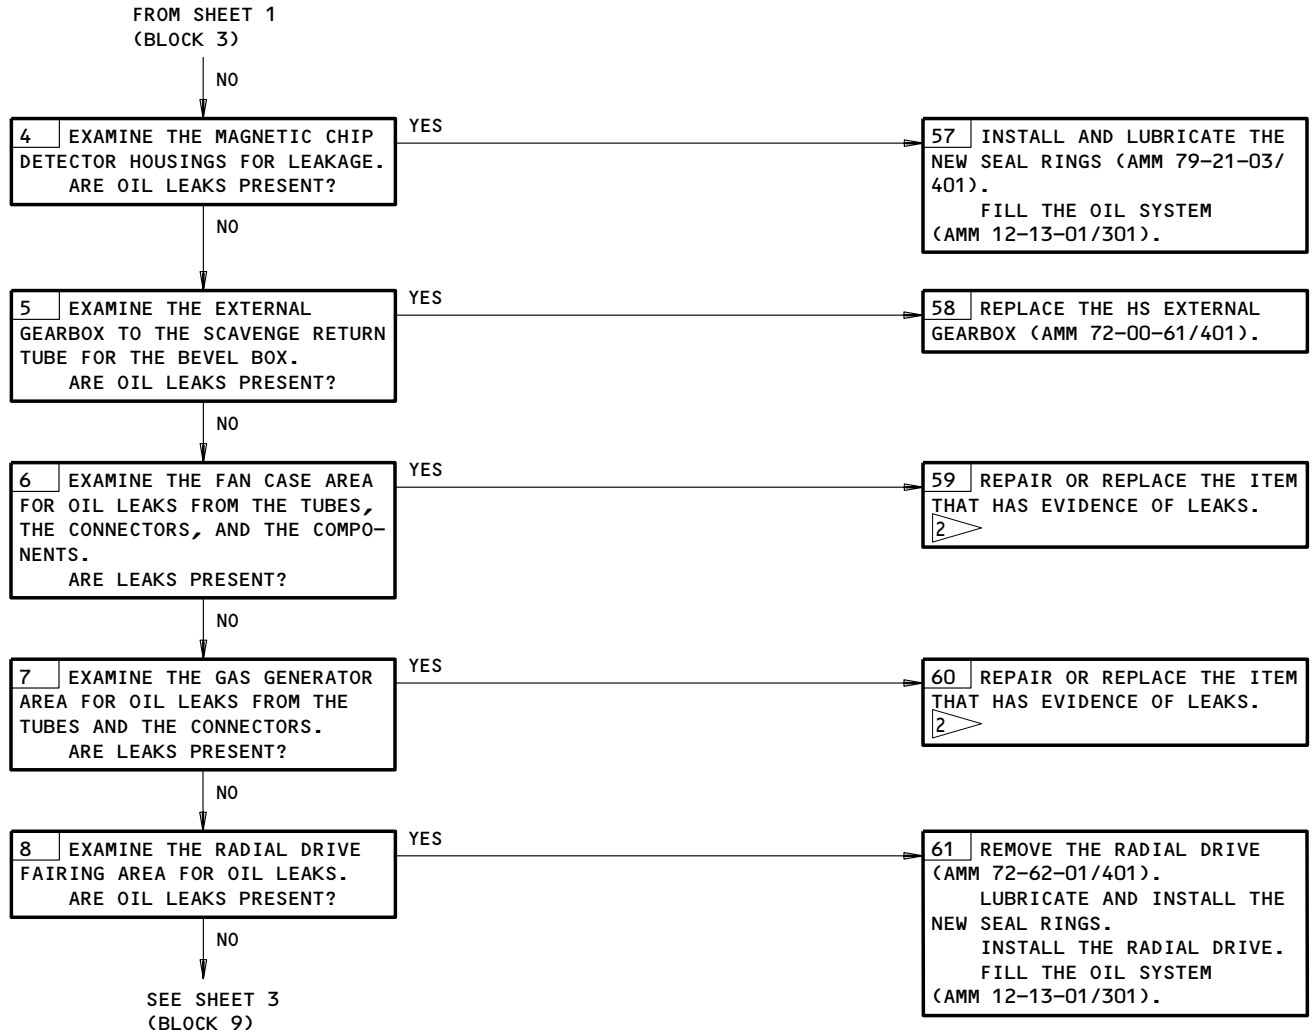 FROM SHEET 1
(BLOCK 3)
NO
4 EXAMINE THE MAGNETIC CHIP
DETECTOR HOUSINGS FOR LEAKAGE.
ARE OIL LEAKS PRESENT?
YES
57 INSTALL AND LUBRICATE THE
NEW SEAL RINGS (AMM 79-21-03/
401).
FILL THE OIL SYSTEM
(AMM 12-13-01/301).
NO
5 EXAMINE THE EXTERNAL
GEARBOX TO THE SCAVENGE RETURN
TUBE FOR THE BEVEL BOX.
ARE OIL LEAKS PRESENT?
YES
58 REPLACE THE HS EXTERNAL
GEARBOX (AMM 72-00-61/401).
NO
6 EXAMINE THE FAN CASE AREA
FOR OIL LEAKS FROM THE TUBES,
THE CONNECTORS, AND THE COMPO-
NENTS.
ARE LEAKS PRESENT?
YES
59 REPAIR OR REPLACE THE ITEM
THAT HAS EVIDENCE OF LEAKS.
2
NO
7 EXAMINE THE GAS GENERATOR
AREA FOR OIL LEAKS FROM THE
TUBES AND THE CONNECTORS.
ARE LEAKS PRESENT?
YES
60 REPAIR OR REPLACE THE ITEM
THAT HAS EVIDENCE OF LEAKS.
2
NO
8 EXAMINE THE RADIAL DRIVE
FAIRING AREA FOR OIL LEAKS.
ARE OIL LEAKS PRESENT?
YES
61 REMOVE THE RADIAL DRIVE
(AMM 72-62-01/401).
LUBRICATE AND INSTALL THE
NEW SEAL RINGS.
INSTALL THE RADIAL DRIVE.
FILL THE OIL SYSTEM
(AMM 12-13-01/301).
NO
SEE SHEET 3
(BLOCK 9)